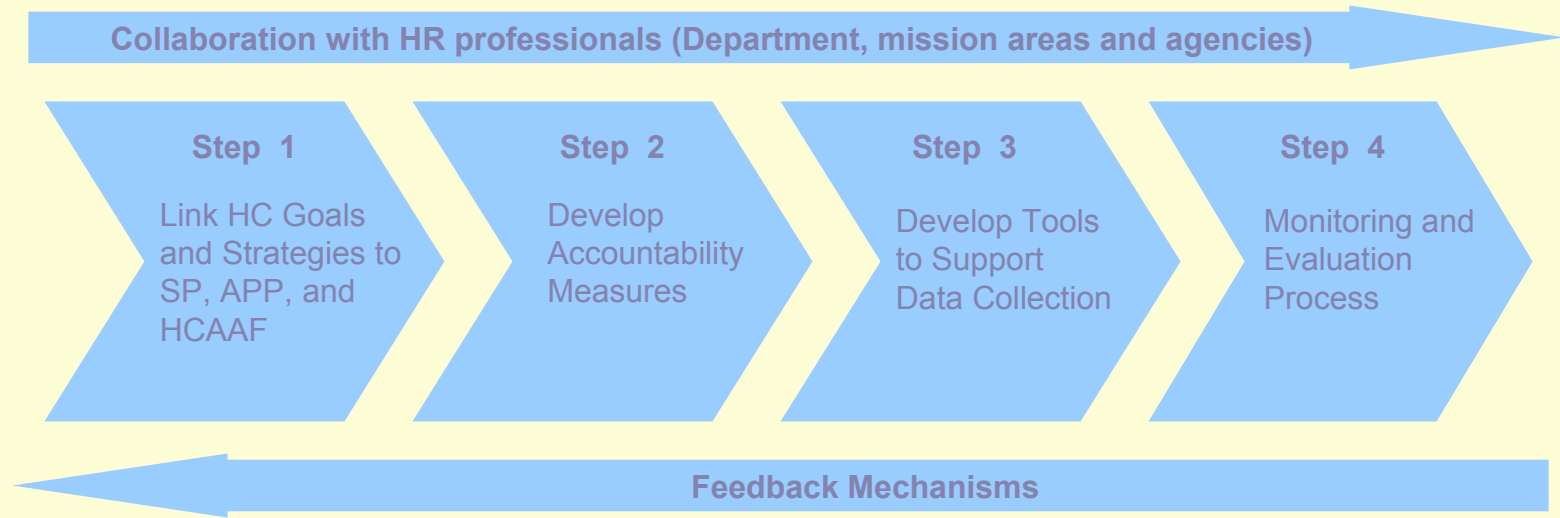 Collaboration with HR professionals (Department, mission areas and agencies)
Step 1
Link HC Goals
and Strategies to
SP, APP, and
HCAAF
Step 2
Develop
Accountability
Measures
Step 3
Develop Tools
to Support
Data Collection
Step 4
Monitoring and
Evaluation
Process
Feedback Mechanisms